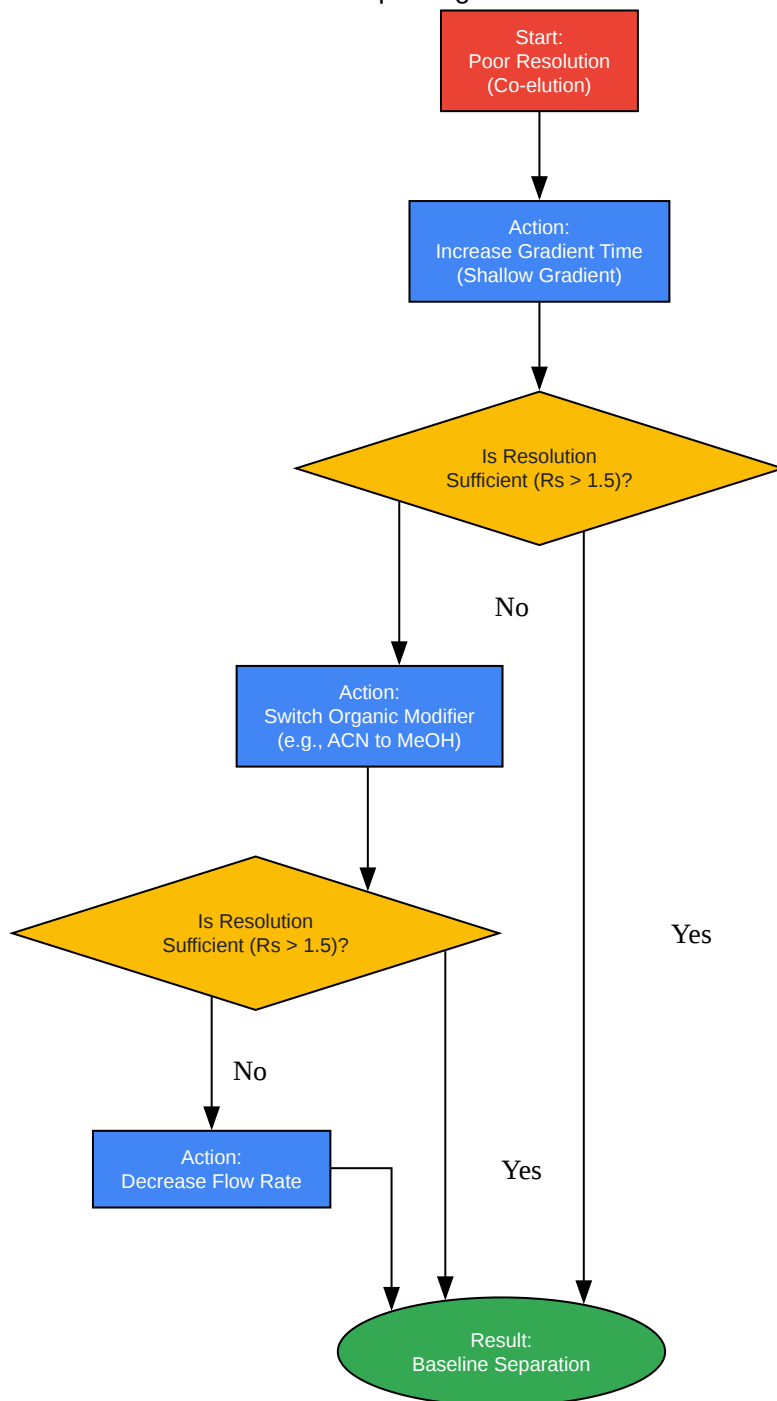 Start:
Poor Resolution
(Co-elution)
Action:
Increase Gradient Time
(Shallow Gradient)
Is Resolution
Sufficient (Rs > 1.5)?
No
Action:
Switch Organic Modifier
(e.g., ACN to MeOH)
Is Resolution
Sufficient (Rs > 1.5)?
Yes
No
Action:
Decrease Flow Rate
Yes
Result:
Baseline Separation